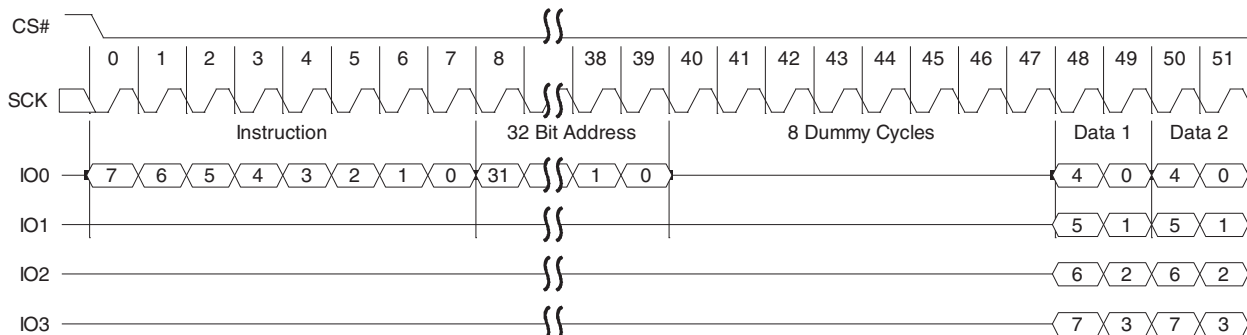 CS#
0 1 2 3 4 5 6 7 8 38 39 40 41 42 43 44 45 46 47 48 49 50 51
SCK
Instruction 32 Bit Address 8 Dummy Cycles Data 1 Data 2
IO0 7 6 5 4 3 2 1 0 31 1 0 4 0 4 0
IO1 5 1 5 1
IO2 6 2 6 2
IO3 7 3 7 3